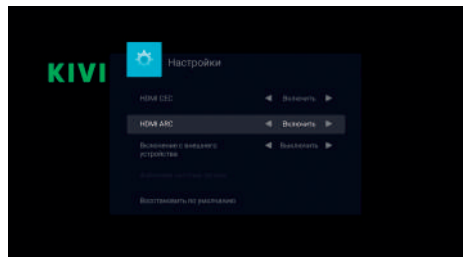 KIVI
Настройки
HDMI CEC
Включить
HDMI ARC
Включить
Включение с внешнего
устройства
Выключить
Восстановить по умолчанию